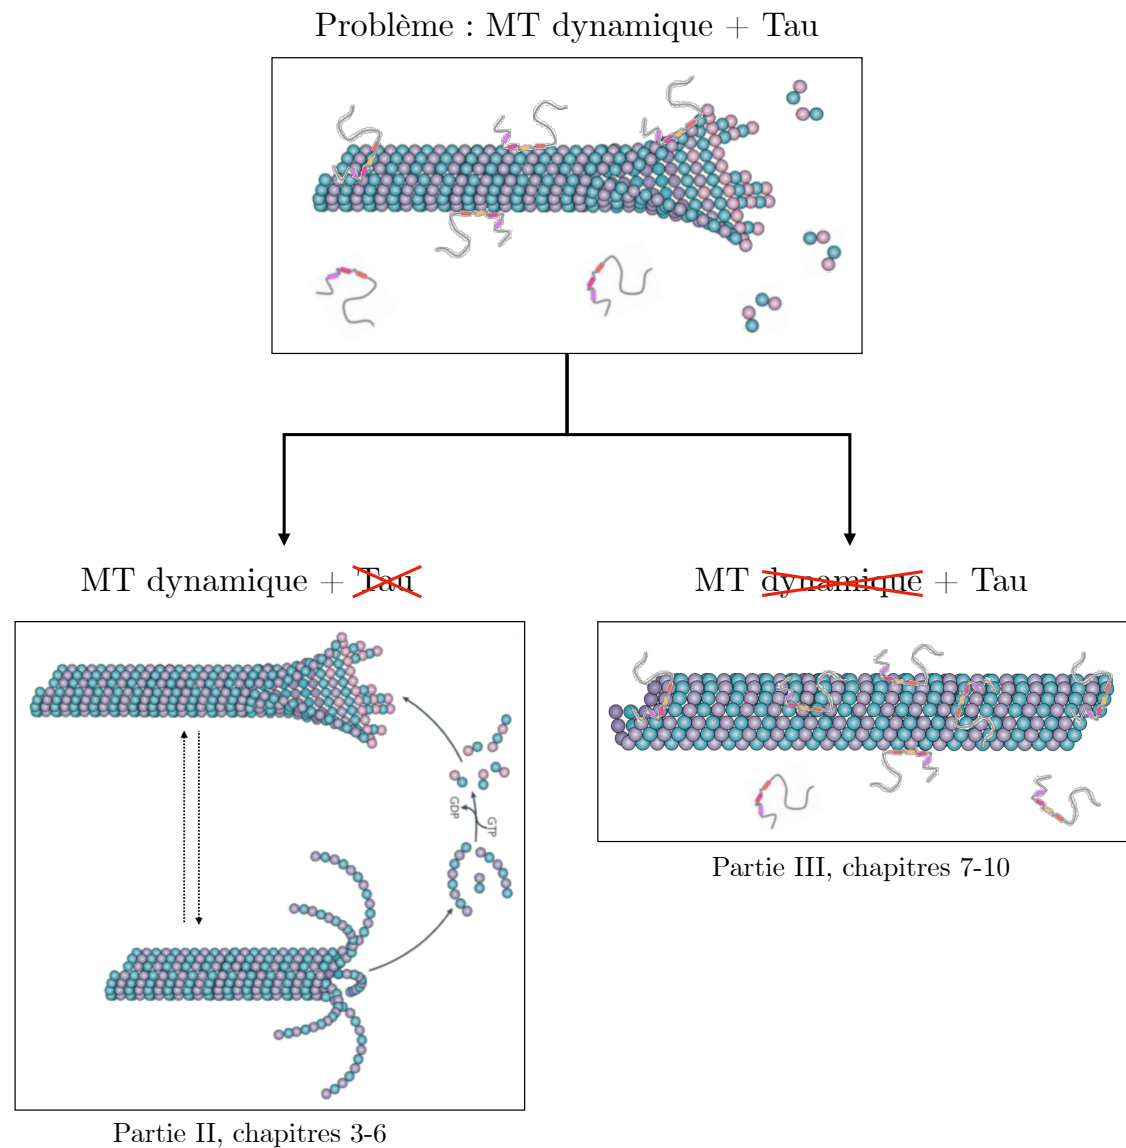 Problème : MT dynamique + Tau
MT dynamique + Tau
MT dynamique + Tau
GDP
GTP
Partie III, chapitres 7-10
Partie II, chapitres 3-6